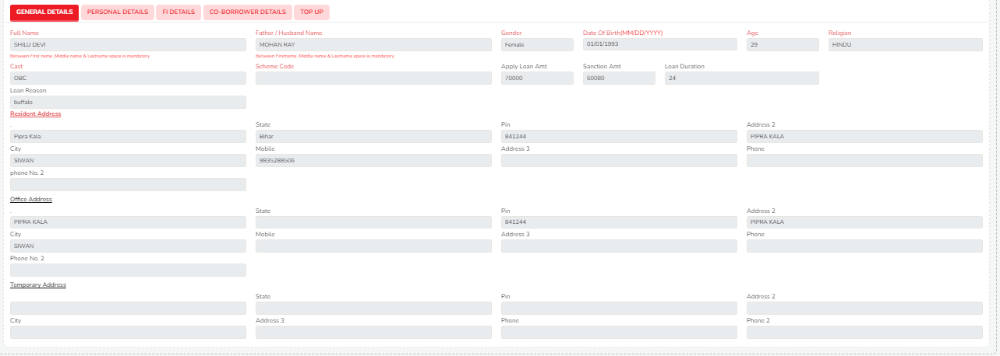 GENERAL DETAILS PERSONAL DETAILS FI DETAILS CO-BORROWER DETAILS TOP UP
Full Name Father / Husband Name Gender Date Of Birth(MM/DD/YYYY) Age Religion
SHILU DEVI MOHAN RAY Female 01/01/1993 29 HINDU
Between First name ,Middle name & Lastname space is mandatory Between Firstname ,Middle name & Lastname space is mandatory
Cast Scheme Code Apply Loan Amt Sanction Amt Loan Duration
OBC 70000 60080 24
Loan Reason
buffalo
Resident Address
. State Pin Address 2
Pipra Kala Bihar 841244 PIPRA KALA
City Mobile Address 3 Phone
SIWAN 9835288506
phone No. 2
Office Address
. State Pin Address 2
PIPRA KALA 841244 PIPRA KALA
City Mobile Address 3 Phone
SIWAN
Phone No. 2
Temporary Address
State Pin Address 2
City Address 3 Phone Phone 2